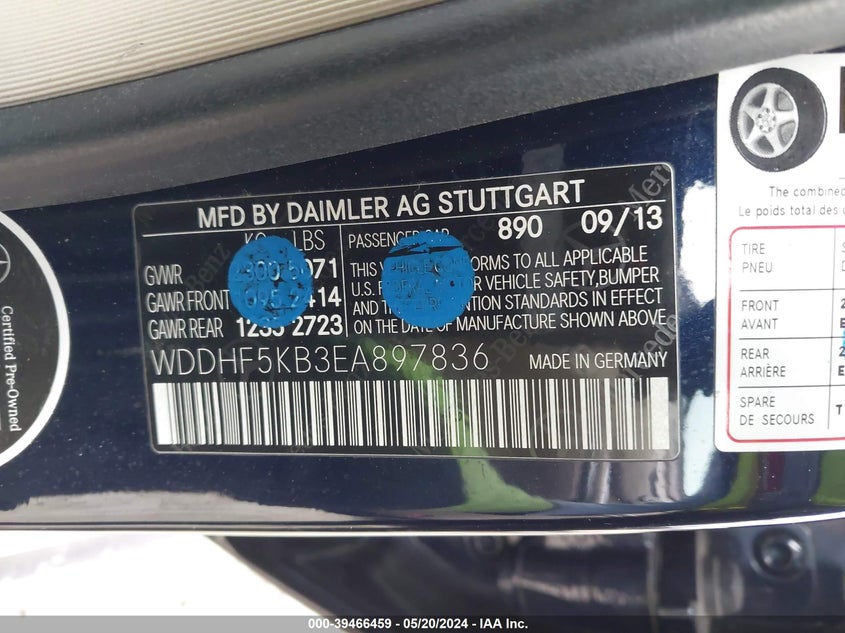 MFD BY DAIMLER AG STUTTGART
LBS
PASSENGER CAR 890 09/13
GVWR
GAWR FRONT 2414
GAWR REAR 1235 2723
THIS FORMS TO ALL APPLICABLE
U.S. VEHICLE SAFETY, BUMPER
AND STANDARDS IN EFFECT
ON THE DATE OF MANUFACTURE SHOWN ABOVE
WDDHF5KB3EA897836 MADE IN GERMANY
Certified Pre-Owned
The combined
Le poids total des
TIRE
PNEU
FRONT
AVANT
REAR
ARRIÈRE
SPARE
DE SECOURS
000-39466459 - 05/20/2024 - IAA Inc.